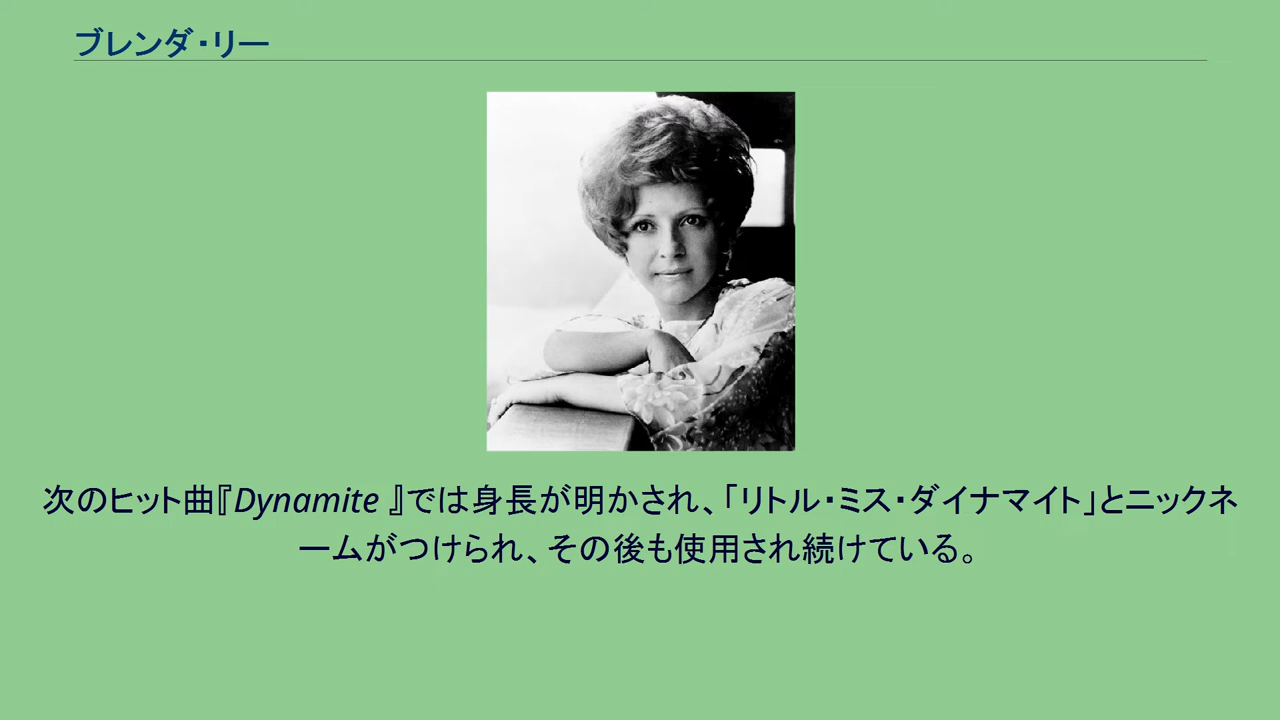 ブレンダ・リー
次のヒット曲『Dynamite 』では身長が明かされ、「リトル・ミス・ダイナマイト」とニックネ
ームがつけられ、その後も使用され続けている。